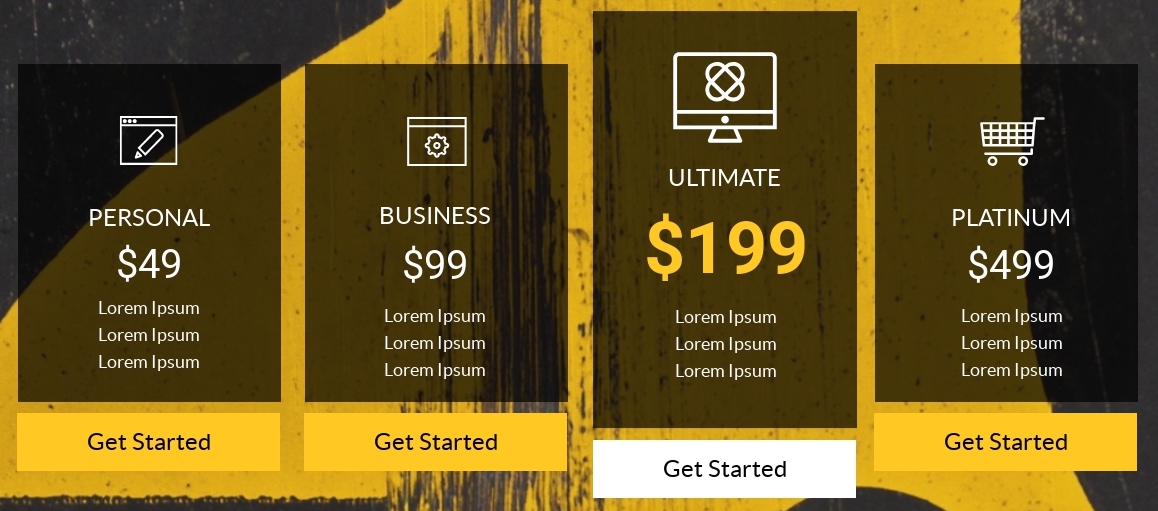 PERSONAL
$49
Lorem Ipsum
Lorem Ipsum
Lorem Ipsum
Get Started
BUSINESS
$99
Lorem Ipsum
Lorem Ipsum
Lorem Ipsum
Get Started
ULTIMATE
$199
Lorem Ipsum
Lorem Ipsum
Lorem Ipsum
Get Started
PLATINUM
$499
Lorem Ipsum
Lorem Ipsum
Lorem Ipsum
Get Started